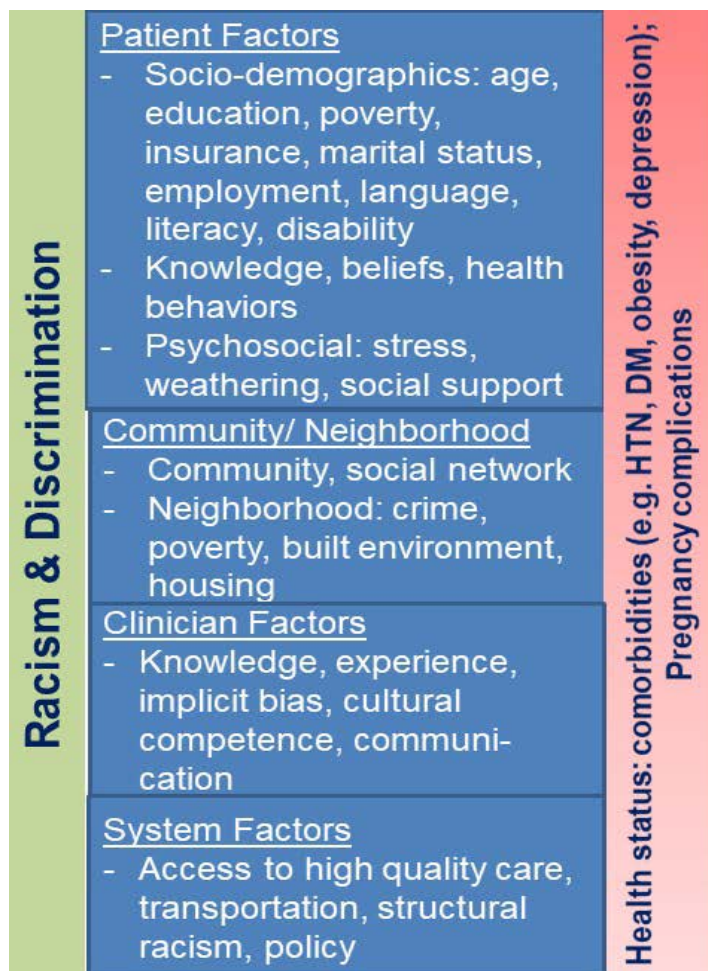 Racism & Discrimination
Patient Factors
- Socio-demographics: age,
education, poverty,
insurance, marital status,
employment, language,
literacy, disability
- Knowledge, beliefs, health
behaviors
- Psychosocial: stress,
weathering, social support
Community/ Neighborhood
- Community, social network
- Neighborhood: crime,
poverty, built environment,
housing
Clinician Factors
- Knowledge, experience,
implicit bias, cultural
competence, communi-
cation
System Factors
- Access to high quality care,
transportation, structural
racism, policy
Health status: comorbidities (e.g. HTN, DM, obesity, depression);
Pregnancy complications